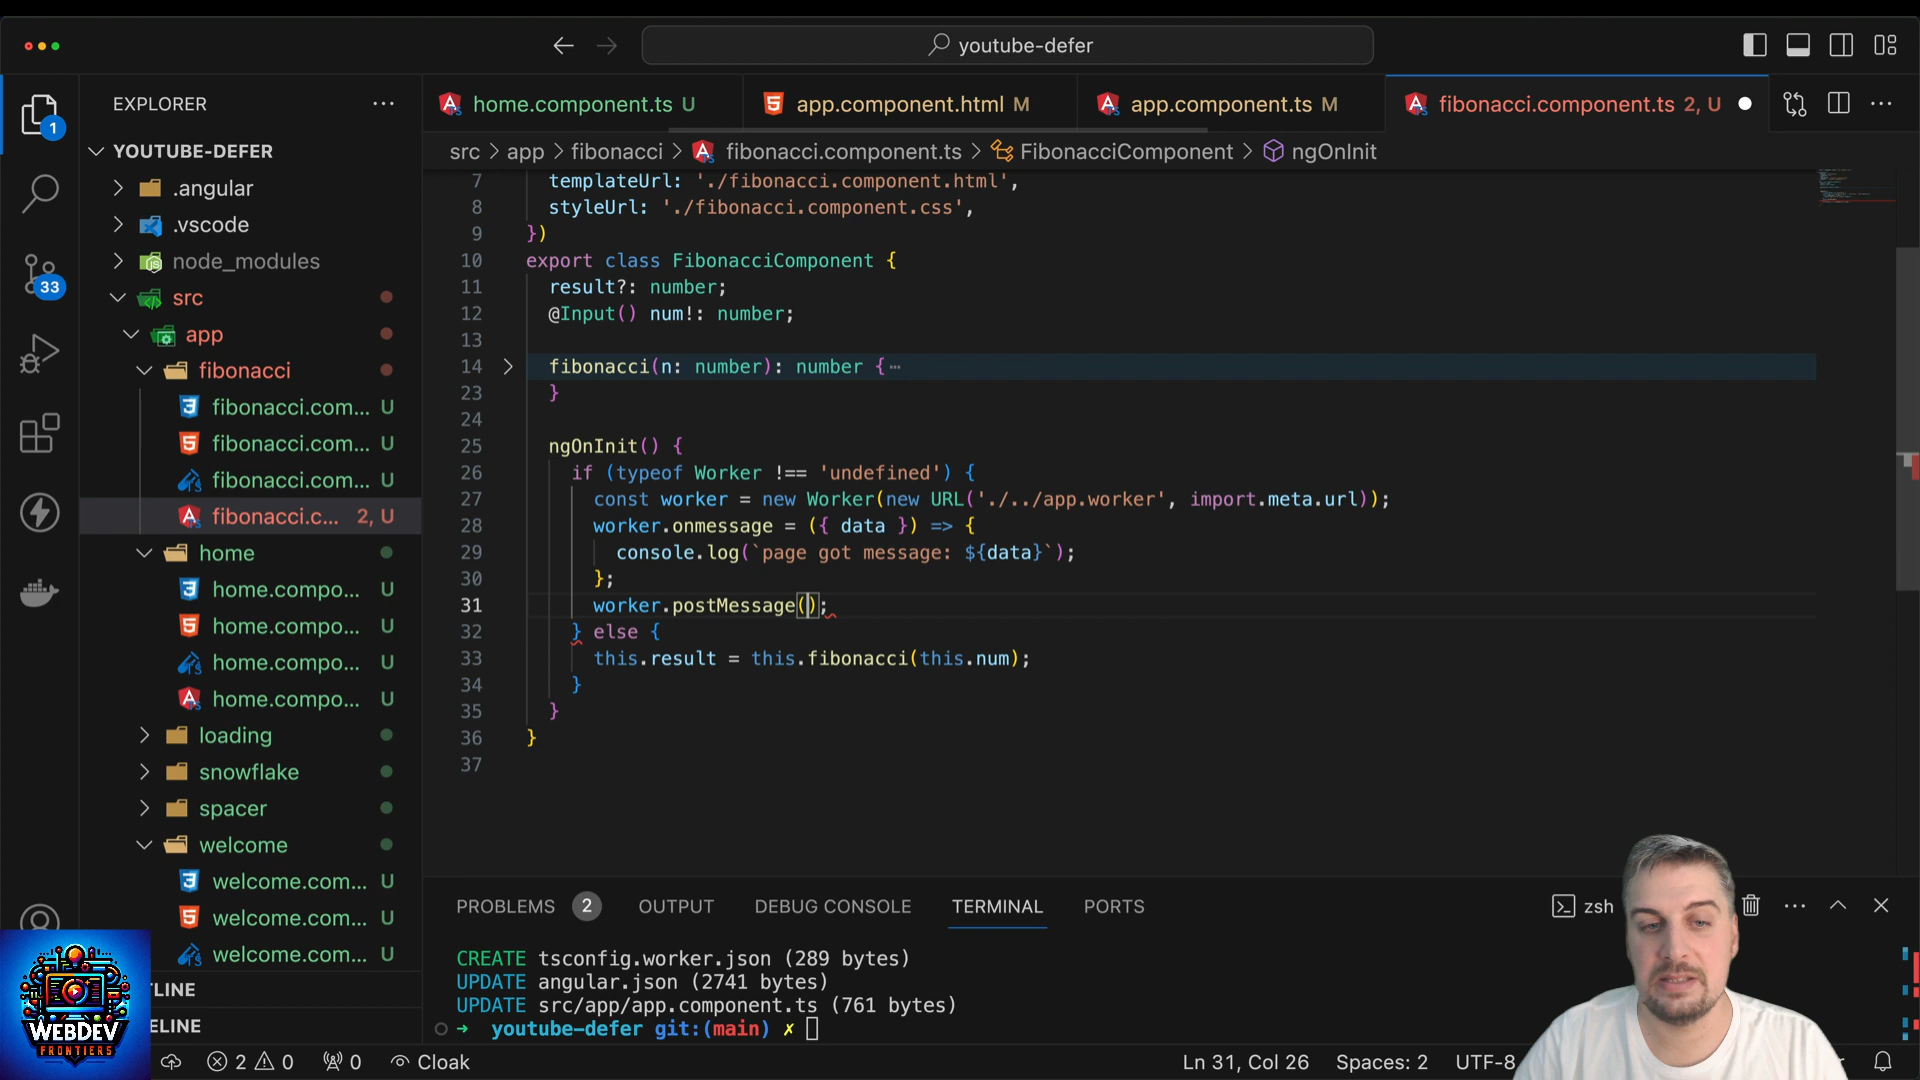 youtube-defer
EXPLORER
home.component.ts U
app.component.html M
app.component.ts M
fibonacci.component.ts 2, U
src > app > fibonacci > fibonacci.component.ts > FibonacciComponent > ngOnInit
1
33
YOUTUBE-DEFER
.angular
.vscode
node_modules
src
app
fibonacci
fibonacci.com... U
fibonacci.com... U
fibonacci.com... U
fibonacci.c... 2, U
home
home.compo... U
home.compo... U
home.compo... U
home.compo... U
loading
snowflake
spacer
welcome
welcome.com... U
welcome.com... U
welcome.com... U
TLINE
ELINE
7 templateUrl: './fibonacci.component.html',
8 styleUrl: './fibonacci.component.css',
9 })
10 export class FibonacciComponent {
11 result?: number;
12 @Input() num!: number;
13
14 fibonacci(n: number): number {⋯
23 }
24
25 ngOnInit() {
26 if (typeof Worker !== 'undefined') {
27 const worker = new Worker(new URL('./../app.worker', import.meta.url));
28 worker.onmessage = ({ data }) => {
29 console.log(`page got message: ${data}`);
30 };
31 worker.postMessage();
32 } else {
33 this.result = this.fibonacci(this.num);
34 }
35 }
36 }
37
PROBLEMS 2 OUTPUT DEBUG CONSOLE TERMINAL PORTS
zsh
CREATE tsconfig.worker.json (289 bytes)
UPDATE angular.json (2741 bytes)
UPDATE src/app/app.component.ts (761 bytes)
→ youtube-defer git:(main) ✗
WEBDEV
FRONTIERS
2 0 0 Cloak
Ln 31, Col 26 Spaces: 2 UTF-8